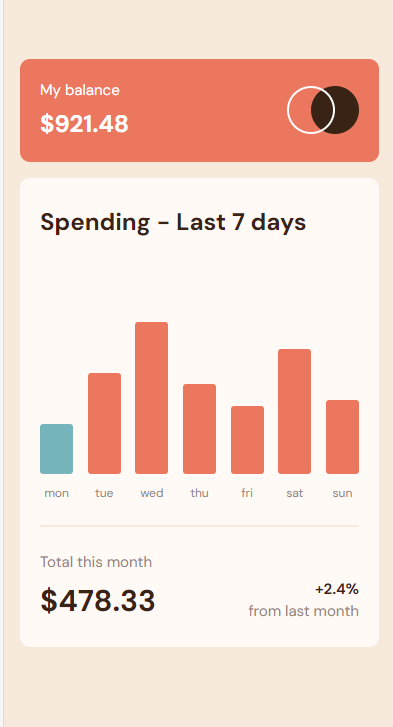 My balance
$921.48
Spending - Last 7 days
mon tue wed thu fri sat sun
Total this month
$478.33
+2.4%
from last month